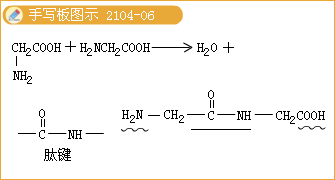 手写板图示 2104-06
CH₂COOH + H₂NCH₂COOH ⟶ H₂O +
NH₂
O
—C—NH—
肽键
O
H₂N—CH₂—C—NH—CH₂COOH